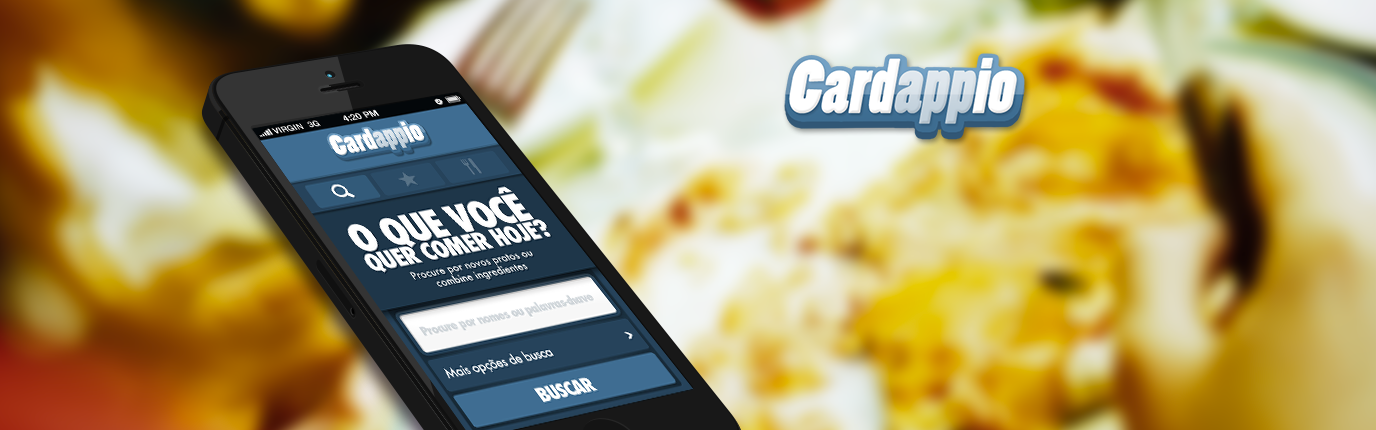 Cardappio
VIRGIN 3G 4:20 PM
Cardappio
O QUE VOCÊ
QUER COMER HOJE?
Procure por novos pratos ou
combine ingredientes
Procure por nomes ou palavras-chave
Mais opções de busca
BUSCAR